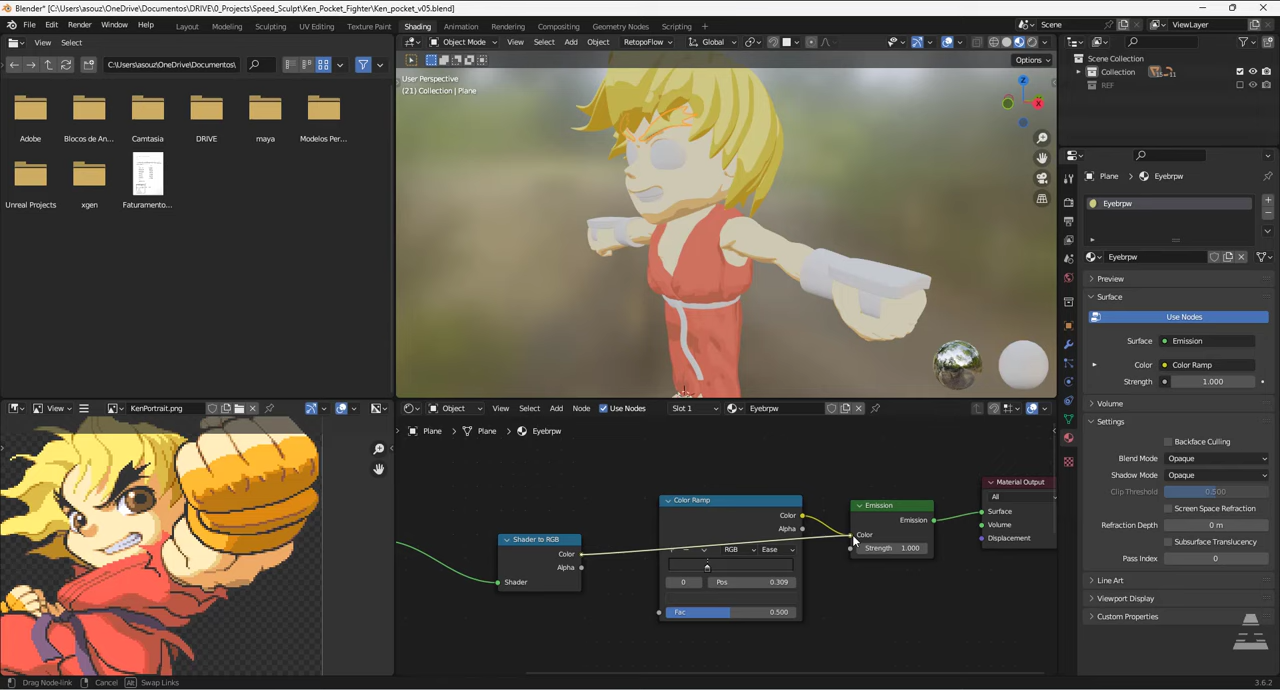 Blender* [C:\Users\asouz\OneDrive\Documentos\DRIVE\0_Projects\Speed_Sculpt\Ken_Pocket_Fighter\Ken_pocket_v05.blend]
File Edit Render Window Help Layout Modeling Sculpting UV Editing Texture Paint Shading Animation Rendering Compositing Geometry Nodes Scripting + Scene ViewLayer
View Select
Object Mode View Select Add Object RetopoFlow Global
C:\Users\asouz\OneDrive\Documentos\
Options
User Perspective
(21) Collection | Plane
Z
X
Adobe Blocos de An... Camtasia DRIVE maya Modelos Per...
Unreal Projects xgen Faturamento...
Scene Collection
Collection
REF
Plane Eyebrpw
Eyebrpw
Eyebrpw
Preview
Surface
Use Nodes
Surface Emission
Color Color Ramp
Strength 1.000
Volume
Settings
Backface Culling
Blend Mode Opaque
Shadow Mode Opaque
Clip Threshold 0.500
Screen Space Refraction
Refraction Depth 0 m
Subsurface Translucency
Pass Index 0
Line Art
Viewport Display
Custom Properties
View KenPortrait.png
Object View Select Add Node Use Nodes Slot 1 Eyebrpw
Plane Plane Eyebrpw
Shader to RGB
Color
Alpha
Shader
Color Ramp
Color
Alpha
RGB Ease
0 Pos 0.309
Fac 0.500
Emission
Emission
Color
Strength 1.000
Material Output
All
Surface
Volume
Displacement
Drag Node-link Cancel Alt Swap Links
3.6.2